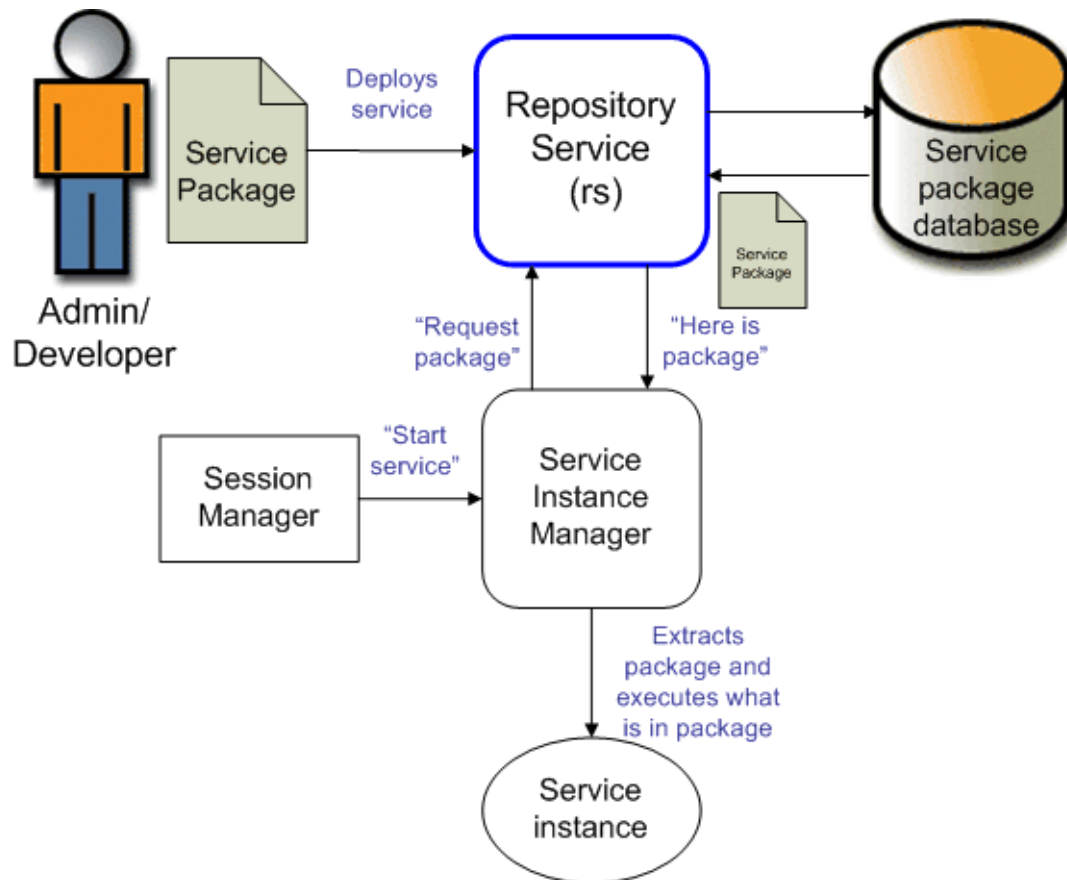 Service
Package
Deploys
service
Repository
Service
(rs)
Service
package
database
Service
Package
Admin/
Developer
“Request
package”
“Here is
package”
Session
Manager
“Start
service”
Service
Instance
Manager
Extracts
package and
executes what
is in package
Service
instance